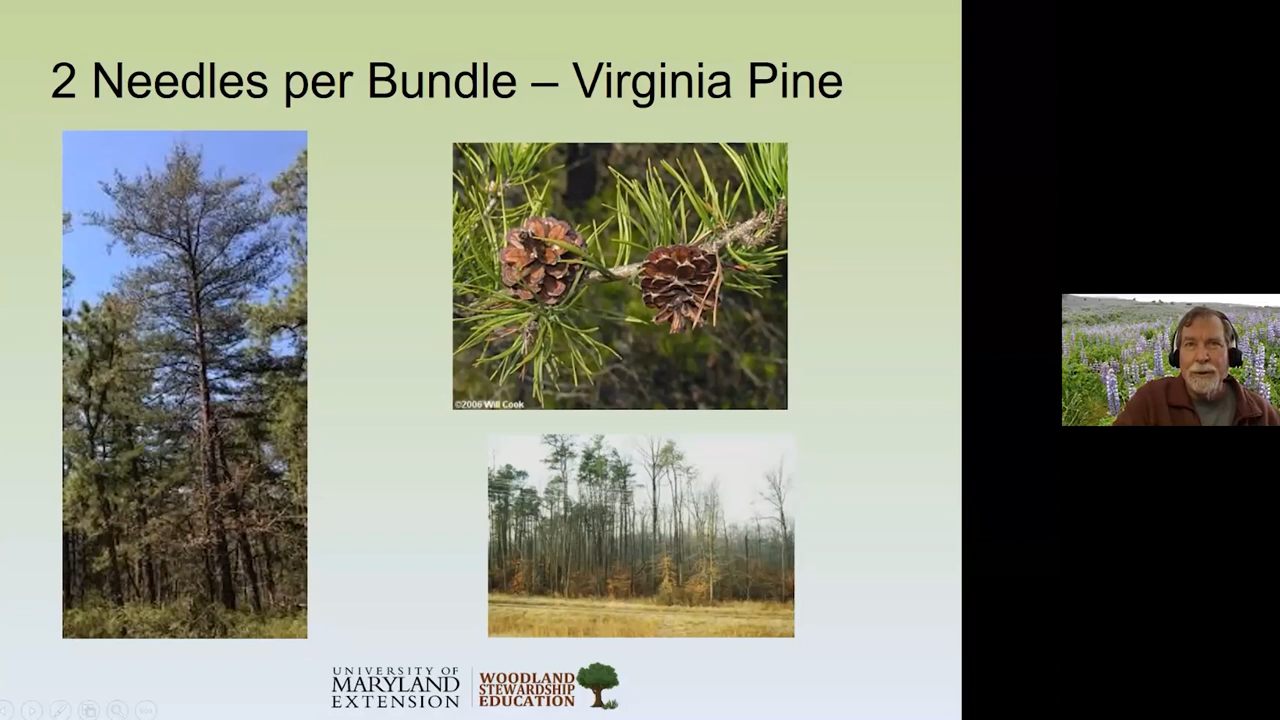 2 Needles per Bundle – Virginia Pine
©2006 Will Cook
UNIVERSITY OF
MARYLAND
EXTENSION
WOODLAND
STEWARDSHIP
EDUCATION